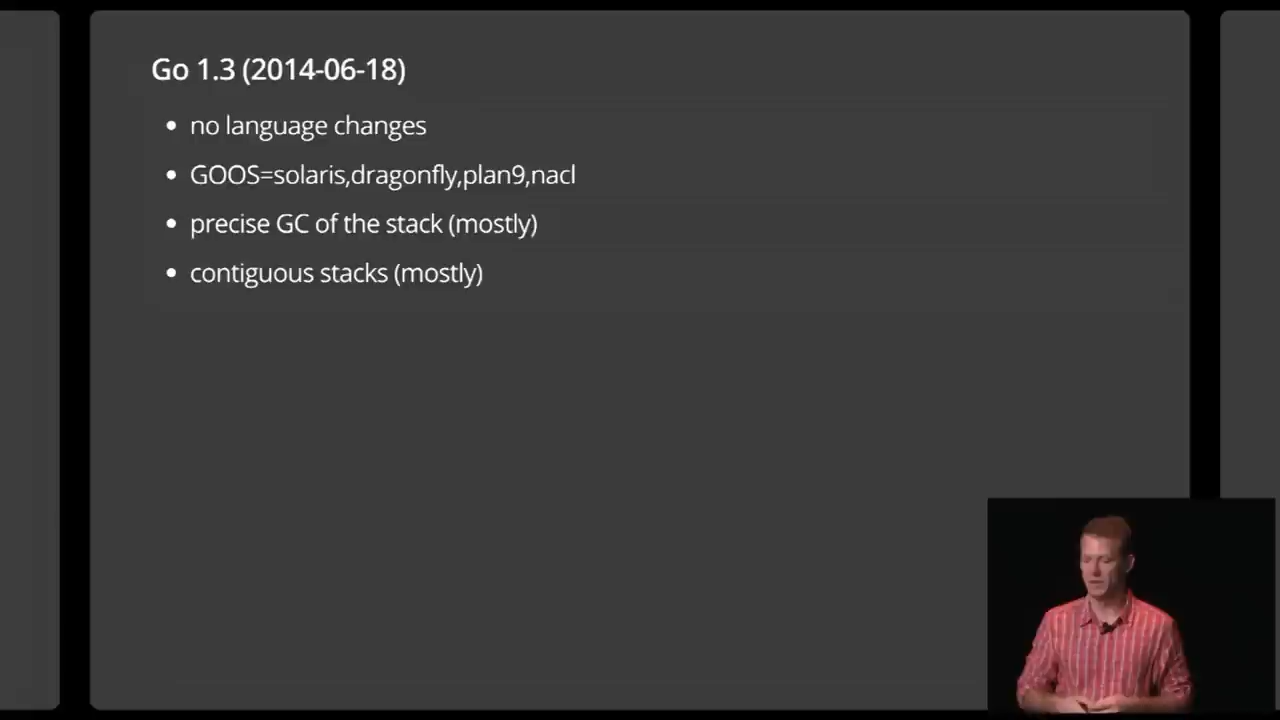 Go 1.3 (2014-06-18)
no language changes
GOOS=solaris,dragonfly,plan9,nacl
precise GC of the stack (mostly)
contiguous stacks (mostly)